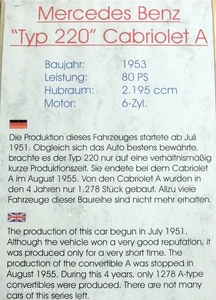 Mercedes Benz
"Typ 220" Cabriolet A
Baujahr: 1953
Leistung: 80 PS
Hubraum: 2.195 ccm
Motor: 6-Zyl.
Die Produktion dieses Fahrzeuges startete ab Juli
1951. Obgleich sich das Auto bestens bewährte,
brachte es der Typ 220 nur auf eine verhältnismäßig
kurze Produktionszeit. Sie endete bei dem Cabriolet
A im August 1955. Von den Cabriolet A wurden in
den 4 Jahren nur 1.278 Stück gebaut. Allzu viele
Fahrzeuge dieser Baureihe sind nicht mehr erhalten.
The production of this car begun in July 1951.
Although the vehicle won a very good reputation, it
was produced only for a very short time. The
production of the convertible A was stopped in
August 1955. During this 4 years, only 1278 A-type
convertibles were produced. There are not many
cars of this series left.